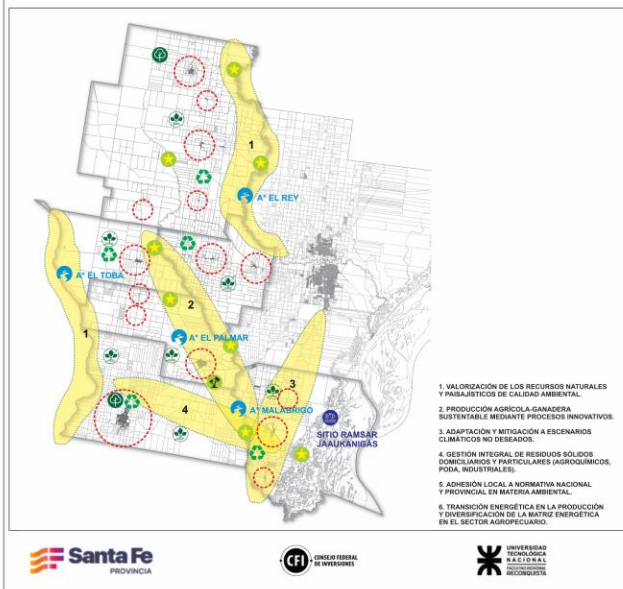 1
A° EL REY
A° EL TOBA
1
2
A° EL PALMAR
3
4
A° MALABRIGO
SITIO RAMSAR
JAAUKANIGÁS
1. VALORIZACIÓN DE LOS RECURSOS NATURALES
Y PAISAJÍSTICOS DE CALIDAD AMBIENTAL.
2. PRODUCCIÓN AGRÍCOLA-GANADERA
SUSTENTABLE MEDIANTE PROCESOS INNOVATIVOS.
3. ADAPTACIÓN Y MITIGACIÓN A ESCENARIOS
CLIMÁTICOS NO DESEADOS.
4. GESTIÓN INTEGRAL DE RESIDUOS SÓLIDOS
DOMICILIARIOS Y PARTICULARES (AGROQUÍMICOS,
PODA, INDUSTRIALES).
5. ADHESIÓN LOCAL A NORMATIVA NACIONAL
Y PROVINCIAL EN MATERIA AMBIENTAL.
6. TRANSICIÓN ENERGÉTICA EN LA PRODUCCIÓN
Y DIVERSIFICACIÓN DE LA MATRIZ ENERGÉTICA
EN EL SECTOR AGROPECUARIO.
Santa Fe
PROVINCIA
CFI
CONSEJO FEDERAL
DE INVERSIONES
UNIVERSIDAD
TECNOLÓGICA
NACIONAL
FACULTAD REGIONAL
RECONQUISTA